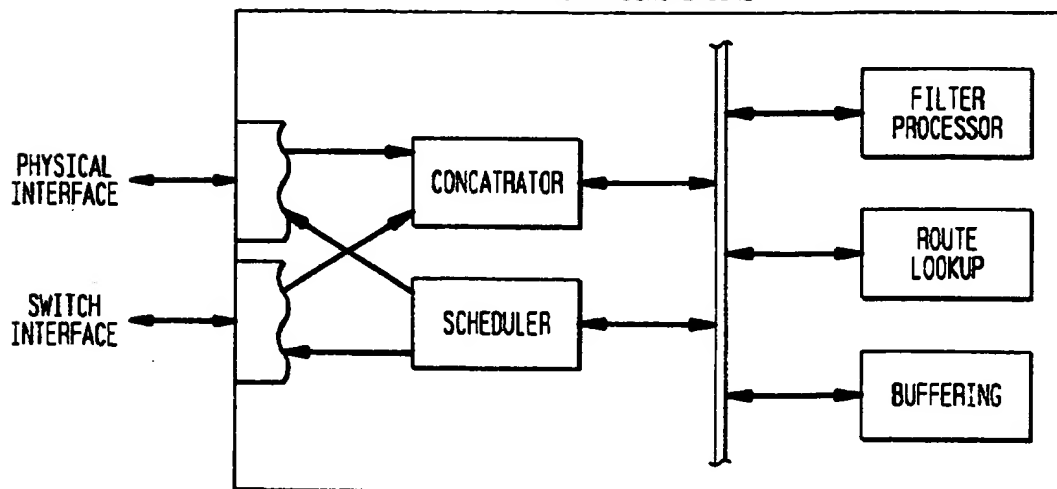 PHYSICAL
INTERFACE
SWITCH
INTERFACE
CONCATRATOR
SCHEDULER
FILTER
PROCESSOR
ROUTE
LOOKUP
BUFFERING